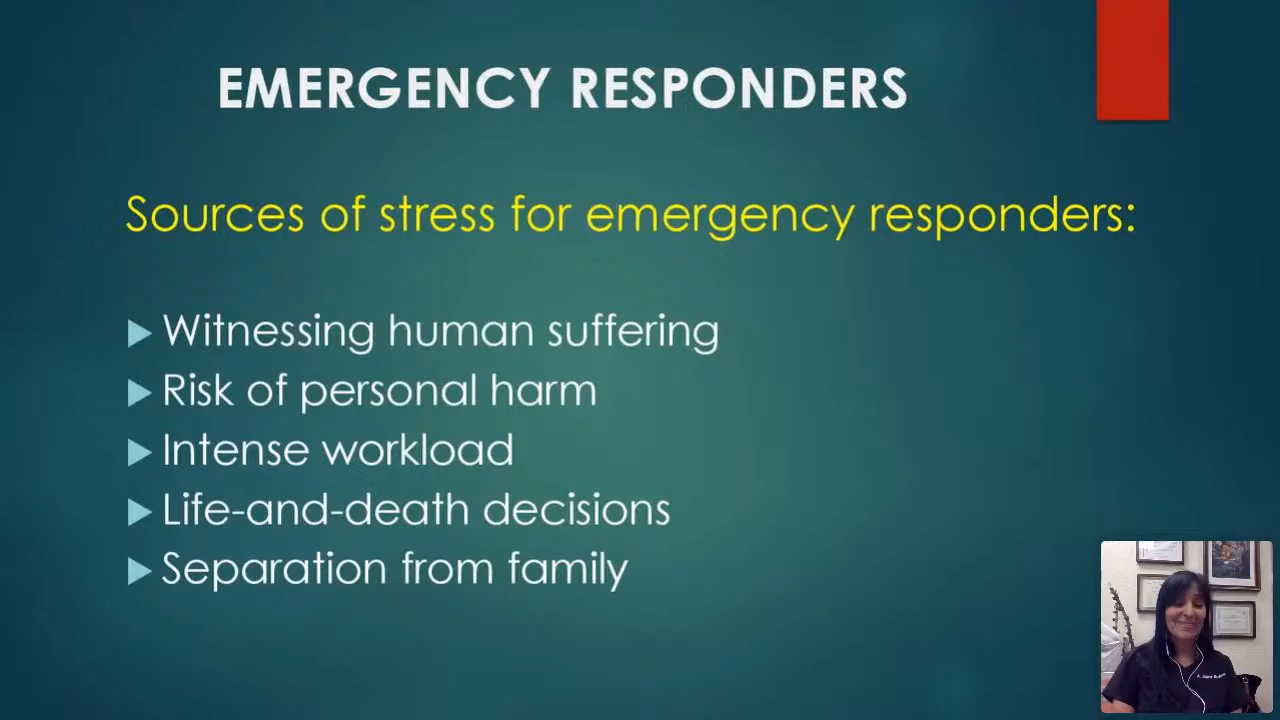 EMERGENCY RESPONDERS
Sources of stress for emergency responders:
Witnessing human suffering
Risk of personal harm
Intense workload
Life-and-death decisions
Separation from family